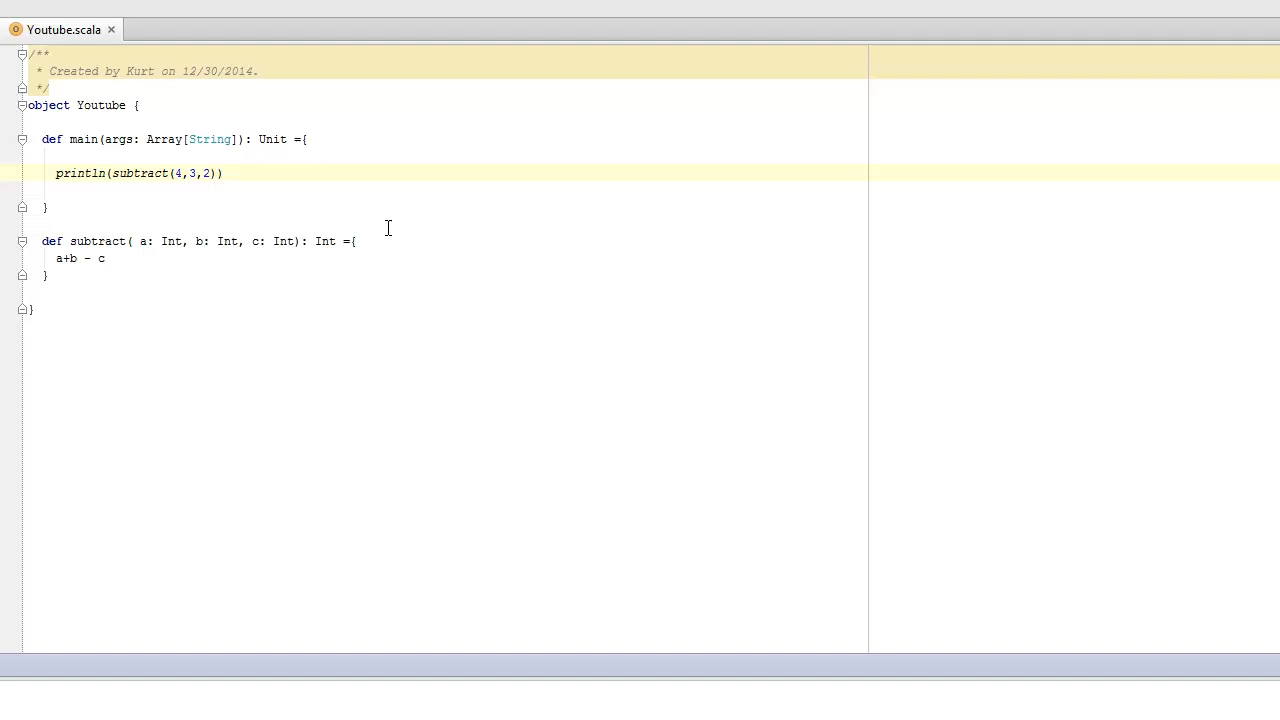 Youtube.scala
/**
 * Created by Kurt on 12/30/2014.
 */
object Youtube {
  def main(args: Array[String]): Unit ={
    println(subtract(4,3,2))
  }
  def subtract( a: Int, b: Int, c: Int): Int ={
    a+b - c
  }
}